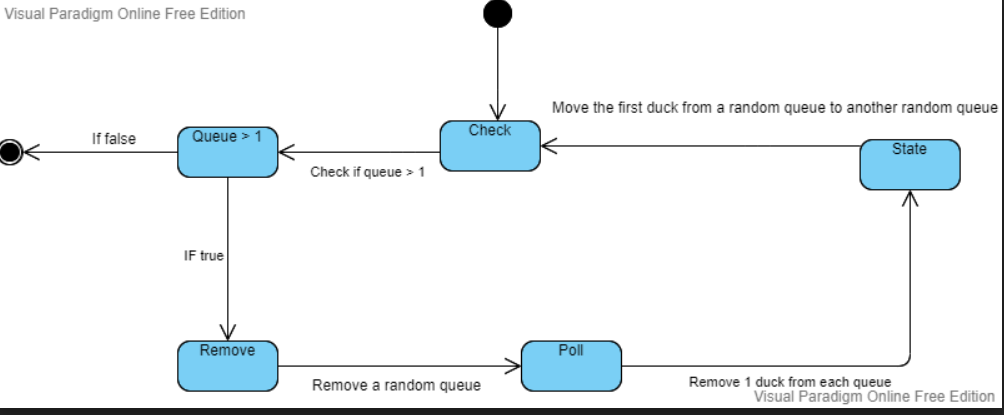 Visual Paradigm Online Free Edition
Move the first duck from a random queue to another random queue
Check
Queue > 1
If false
State
Check if queue > 1
IF true
Remove
Poll
Remove a random queue
Remove 1 duck from each queue
Visual Paradigm Online Free Edition